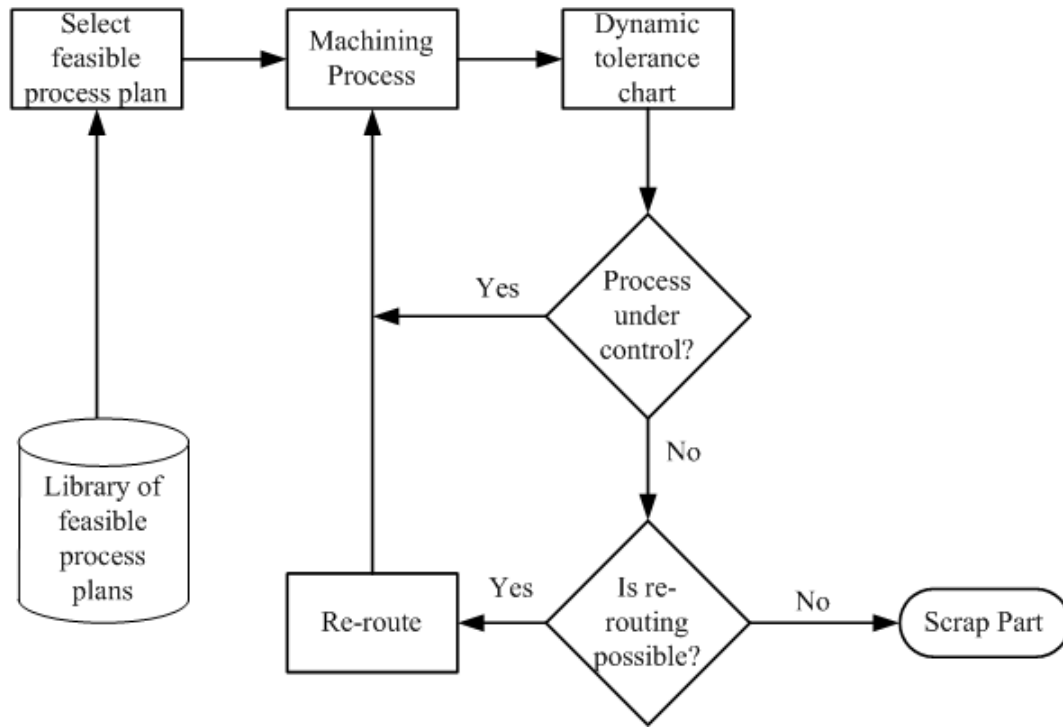 Select
feasible
process plan
Machining
Process
Dynamic
tolerance
chart
Process
under
control?
Yes
No
Library of
feasible
process
plans
Re-route
Yes
Is re-
routing
possible?
No
Scrap Part